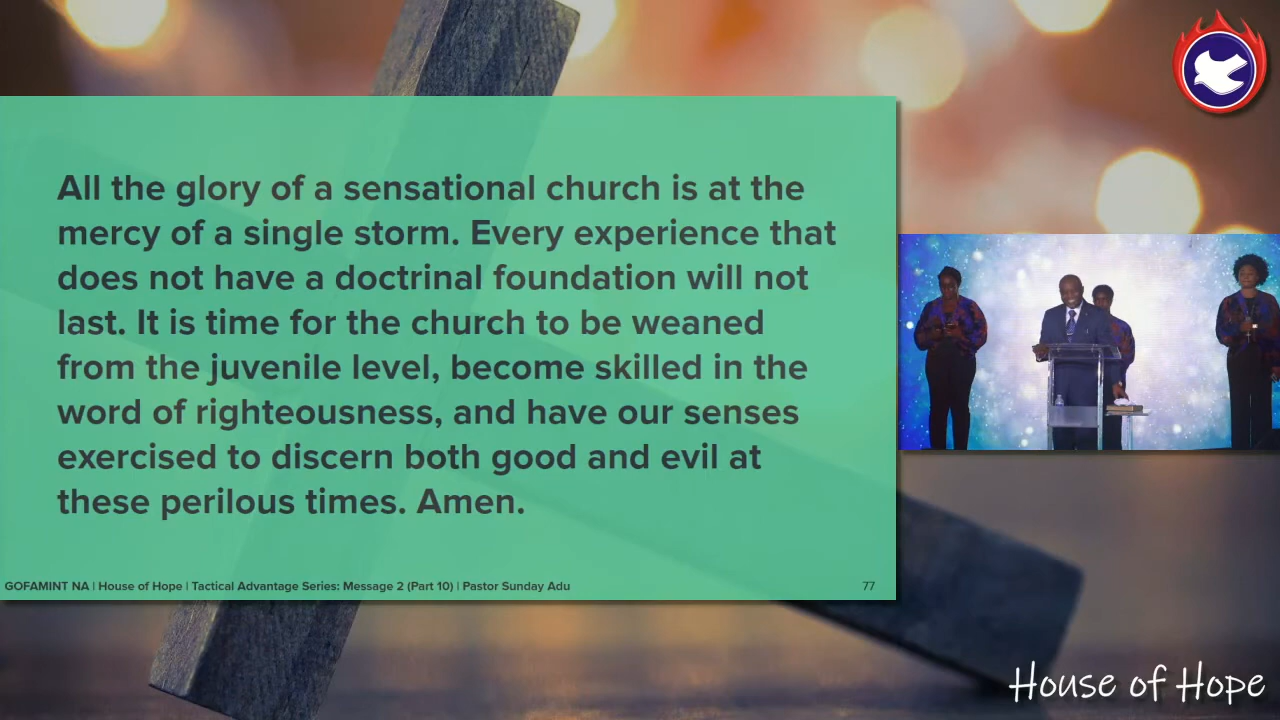 All the glory of a sensational church is at the
mercy of a single storm. Every experience that
does not have a doctrinal foundation will not
last. It is time for the church to be weaned
from the juvenile level, become skilled in the
word of righteousness, and have our senses
exercised to discern both good and evil at
these perilous times. Amen.
GOFAMINT NA | House of Hope | Tactical Advantage Series: Message 2 (Part 10) | Pastor Sunday Adu
77
House of Hope